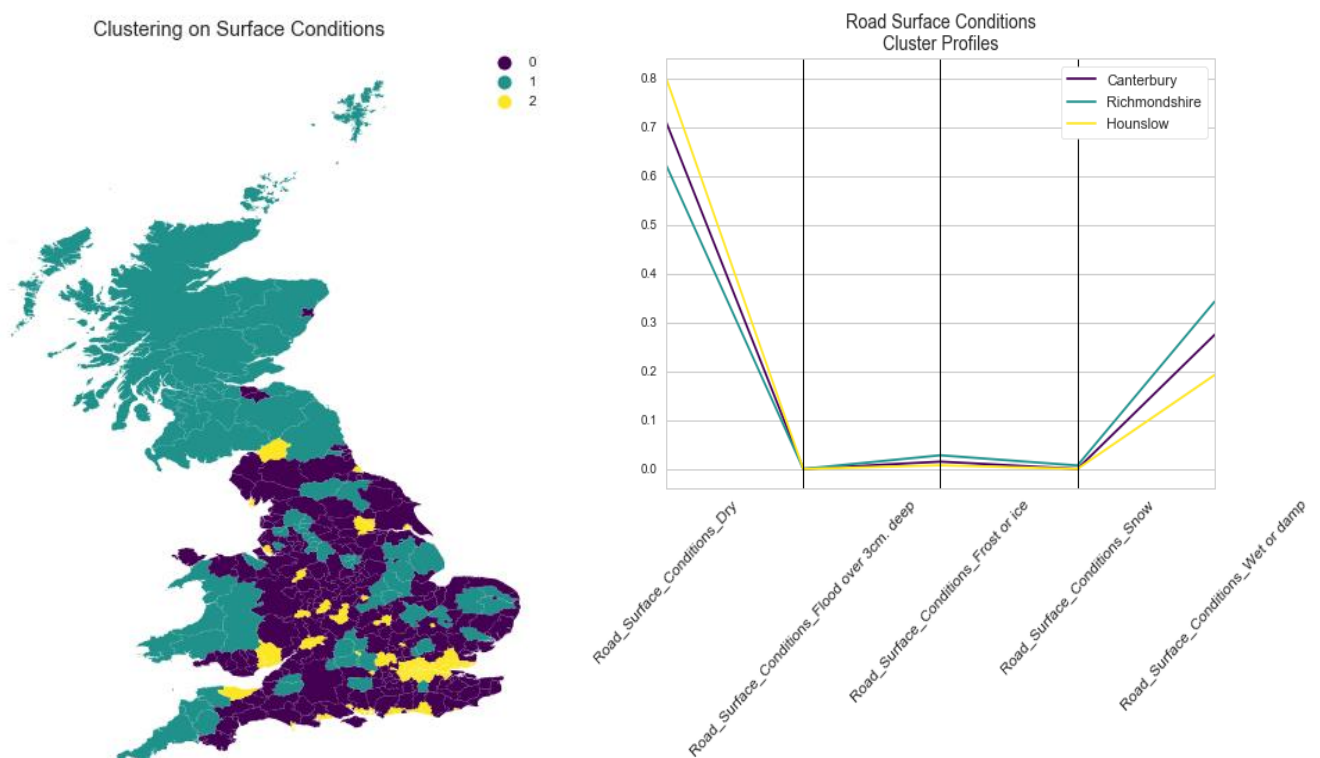 Clustering on Surface Conditions
0
1
2
Road Surface Conditions
Cluster Profiles
Canterbury
Richmondshire
Hounslow
0.8
0.7
0.6
0.5
0.4
0.3
0.2
0.1
0.0
Road_Surface_Conditions_Dry
Road_Surface_Conditions_Flood over 3cm. deep
Road_Surface_Conditions_Frost or ice
Road_Surface_Conditions_Snow
Road_Surface_Conditions_Wet or damp